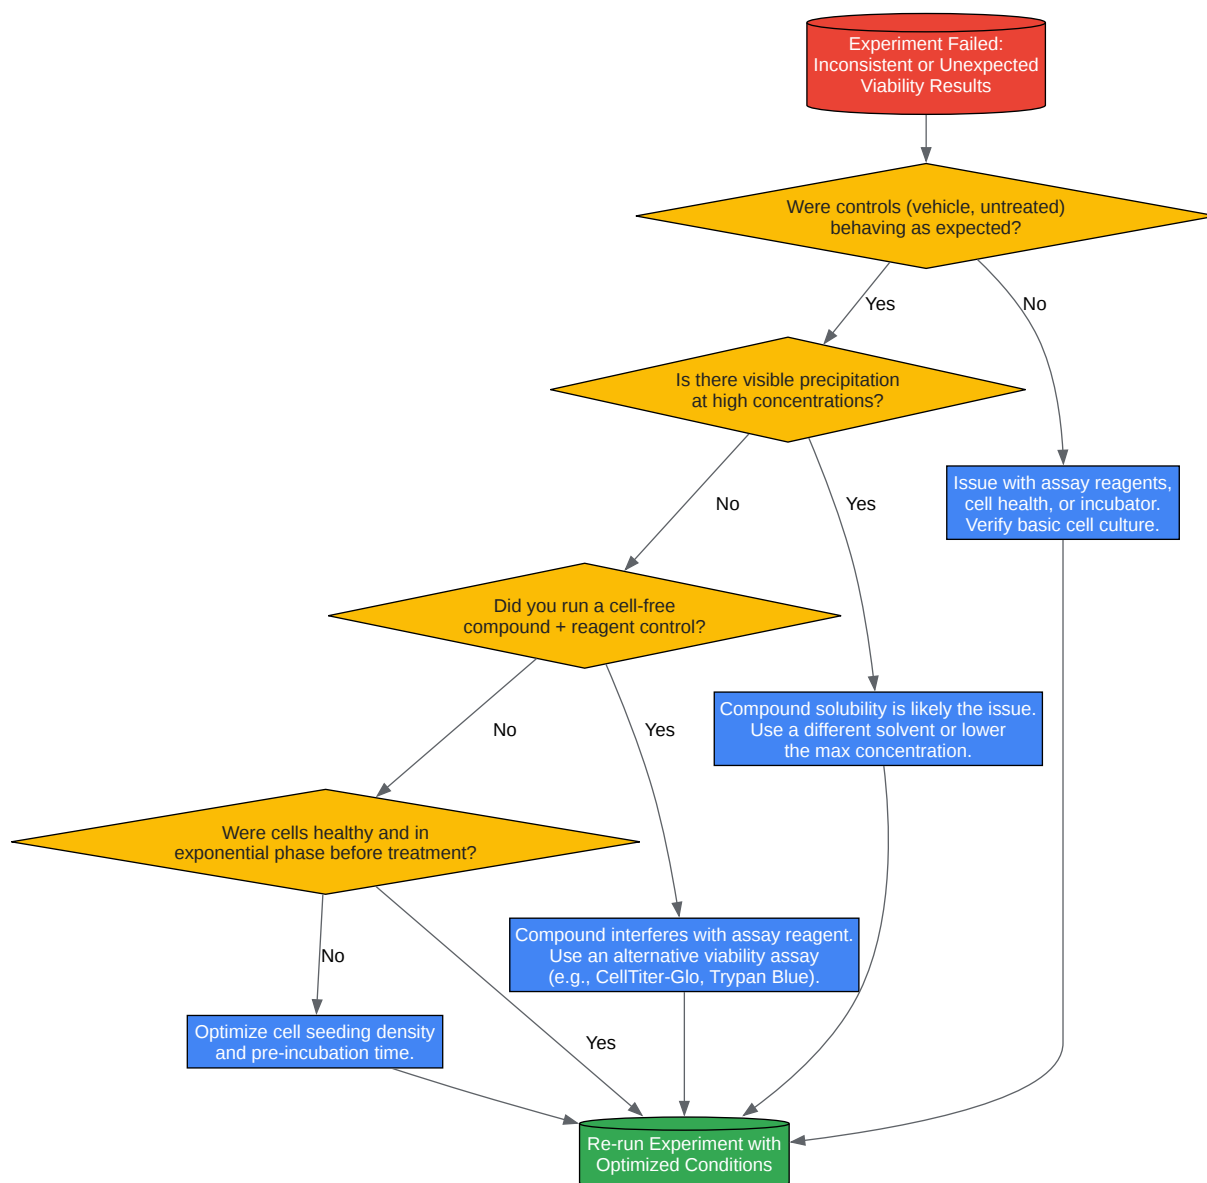 Experiment Failed:
Inconsistent or Unexpected
Viability Results
Were controls (vehicle, untreated)
behaving as expected?
Yes
No
Is there visible precipitation
at high concentrations?
No
Yes
Issue with assay reagents,
cell health, or incubator.
Verify basic cell culture.
Did you run a cell-free
compound + reagent control?
No
Yes
Compound solubility is likely the issue.
Use a different solvent or lower
the max concentration.
Were cells healthy and in
exponential phase before treatment?
No
Yes
Compound interferes with assay reagent.
Use an alternative viability assay
(e.g., CellTiter-Glo, Trypan Blue).
Optimize cell seeding density
and pre-incubation time.
Re-run Experiment with
Optimized Conditions